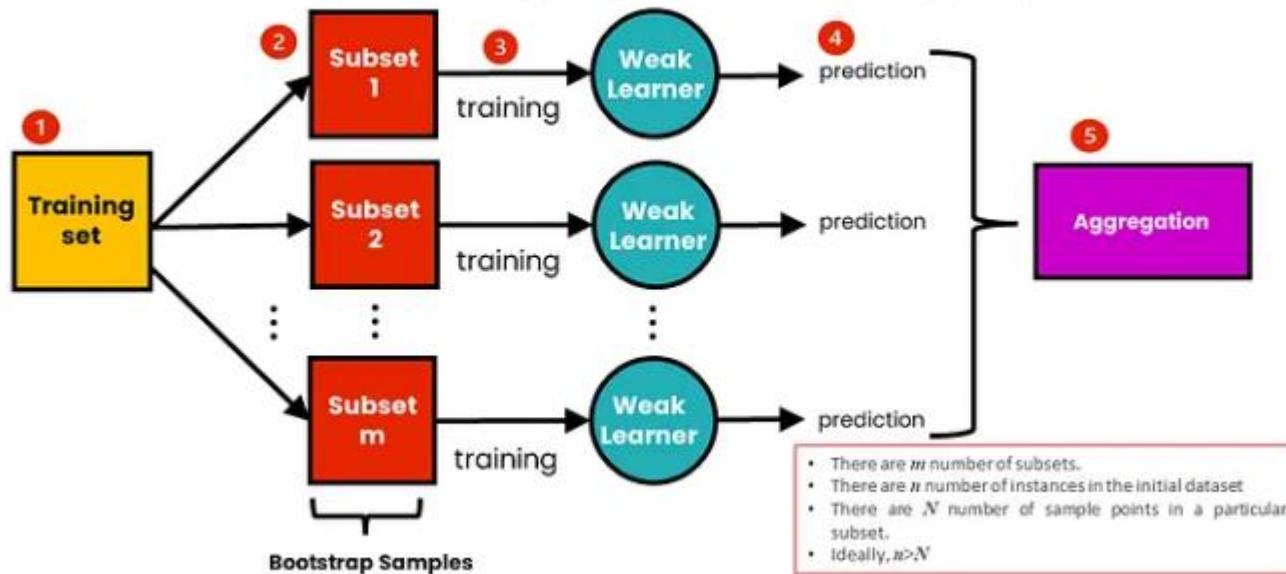 1
Training
set
2
Subset
1
3
training
Weak
Learner
4
prediction
Subset
2
training
Weak
Learner
prediction
Subset
m
training
Weak
Learner
prediction
Bootstrap Samples
5
Aggregation
• There are m number of subsets.
• There are n number of instances in the initial dataset
• There are N number of sample points in a particular
subset.
• Ideally, n>N